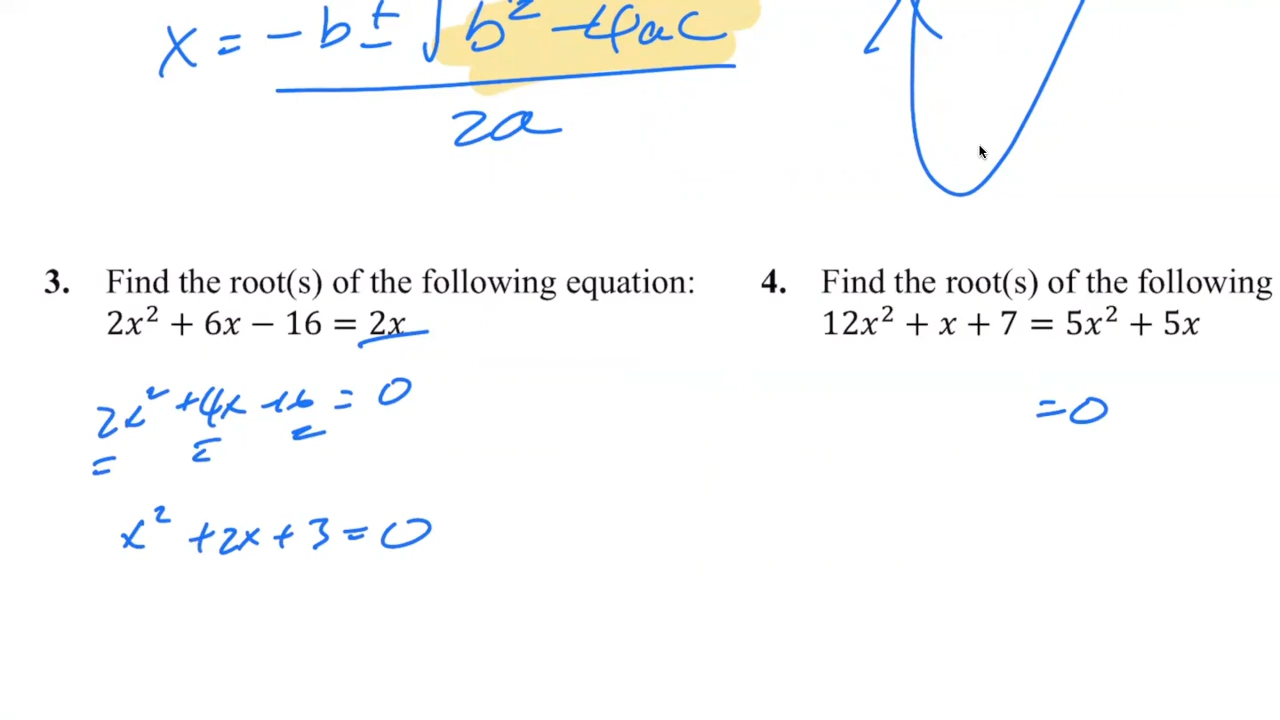 x = -b ± √b² - 4ac
2a
3. Find the root(s) of the following equation:
2x² + 6x − 16 = 2x
2x² + 4x - 16 = 0
x² + 2x + 3 = 0
4. Find the root(s) of the following
12x² + x + 7 = 5x² + 5x
= 0